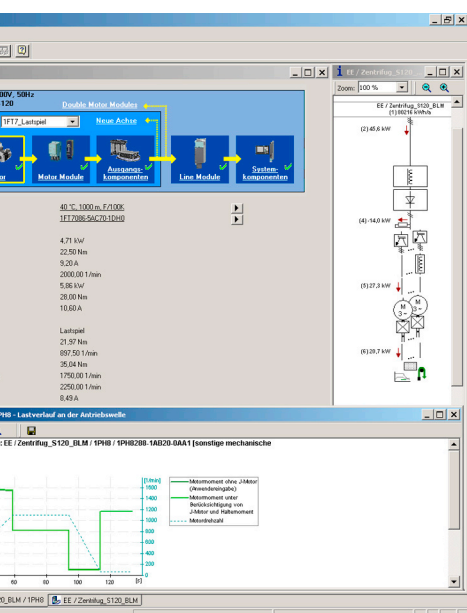 00V, 50Hz
120
Double Motor Modules
1FT7_Lastspiel
Neue Achse
or
Motor Module
Ausgangs-
komponenten
Line Module
System-
komponenten
40 °C, 1000 m, F/100K
1FT7086-5AC70-1DH0
4,71 kW
22,50 Nm
9,20 A
2000,00 1/min
5,86 kW
28,00 Nm
10,60 A
Lastspiel
21,97 Nm
897,50 1/min
35,04 Nm
1750,00 1/min
2250,00 1/min
8,49 A
EE / Zentrifug_S120
Zoom: 100 %
EE / Zentrifug_S120_BLM
(1) 00216 kWh/s
(2) 45,6 kW
(4) -14,0 kW
(5) 27,3 kW
M
3 ~
M
3 ~
(6) 20,7 kW
1PH8 - Lastverlauf an der Antriebswelle
: EE / Zentrifug_S120_BLM / 1PH8 / 1PH8288-1AB20-0AA1 [sonstige mechanische
[1/min]
1600
1400
1200
1000
800
600
400
200
0
60
80
100
120
[s]
Motormoment ohne J-Motor
(Anwendereingabe)
Motormoment unter
Berücksichtigung von
J-Motor und Haltemoment
Motordrehzahl
20_BLM / 1PH8
EE / Zentrifug_S120_BLM